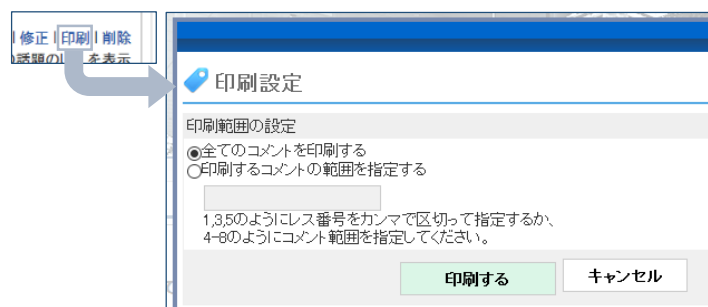 | 修正 | 印刷 | 削除
話題の を表示
印刷設定
印刷範囲の設定
全てのコメントを印刷する
印刷するコメントの範囲を指定する
1,3,5のようにレス番号をカンマで区切って指定するか、
4-8のようにコメント範囲を指定してください。
印刷する
キャンセル